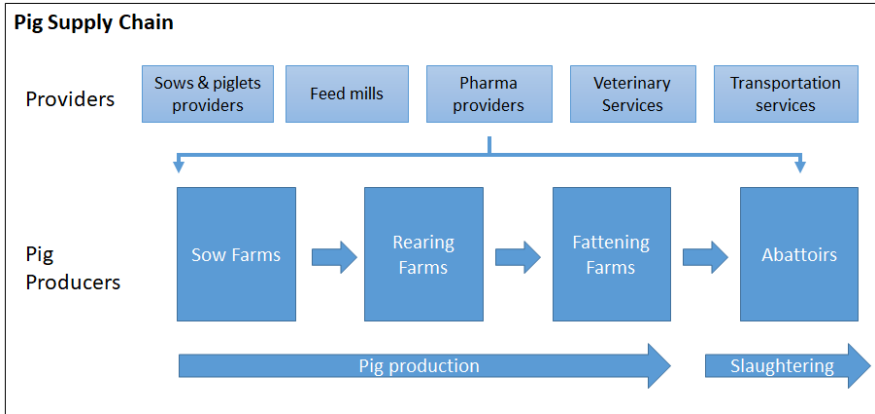 Pig Supply Chain
Providers
Sows & piglets
providers
Feed mills
Pharma
providers
Veterinary
Services
Transportation
services
Pig
Producers
Sow Farms
Rearing
Farms
Fattening
Farms
Abattoirs
Pig production
Slaughtering